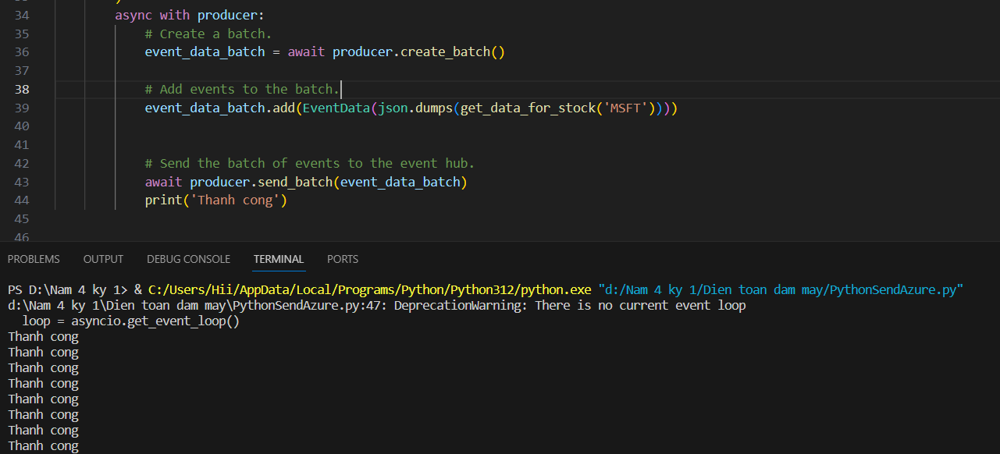 34 async with producer:
35 # Create a batch.
36 event_data_batch = await producer.create_batch()
37
38 # Add events to the batch.
39 event_data_batch.add(EventData(json.dumps(get_data_for_stock('MSFT'))))
40
41
42 # Send the batch of events to the event hub.
43 await producer.send_batch(event_data_batch)
44 print('Thanh cong')
45
46
PROBLEMS OUTPUT DEBUG CONSOLE TERMINAL PORTS
PS D:\Nam 4 ky 1> & C:/Users/Hii/AppData/Local/Programs/Python/Python312/python.exe "d:/Nam 4 ky 1/Dien toan dam may/PythonSendAzure.py"
d:\Nam 4 ky 1\Dien toan dam may\PythonSendAzure.py:47: DeprecationWarning: There is no current event loop
loop = asyncio.get_event_loop()
Thanh cong
Thanh cong
Thanh cong
Thanh cong
Thanh cong
Thanh cong
Thanh cong
Thanh cong